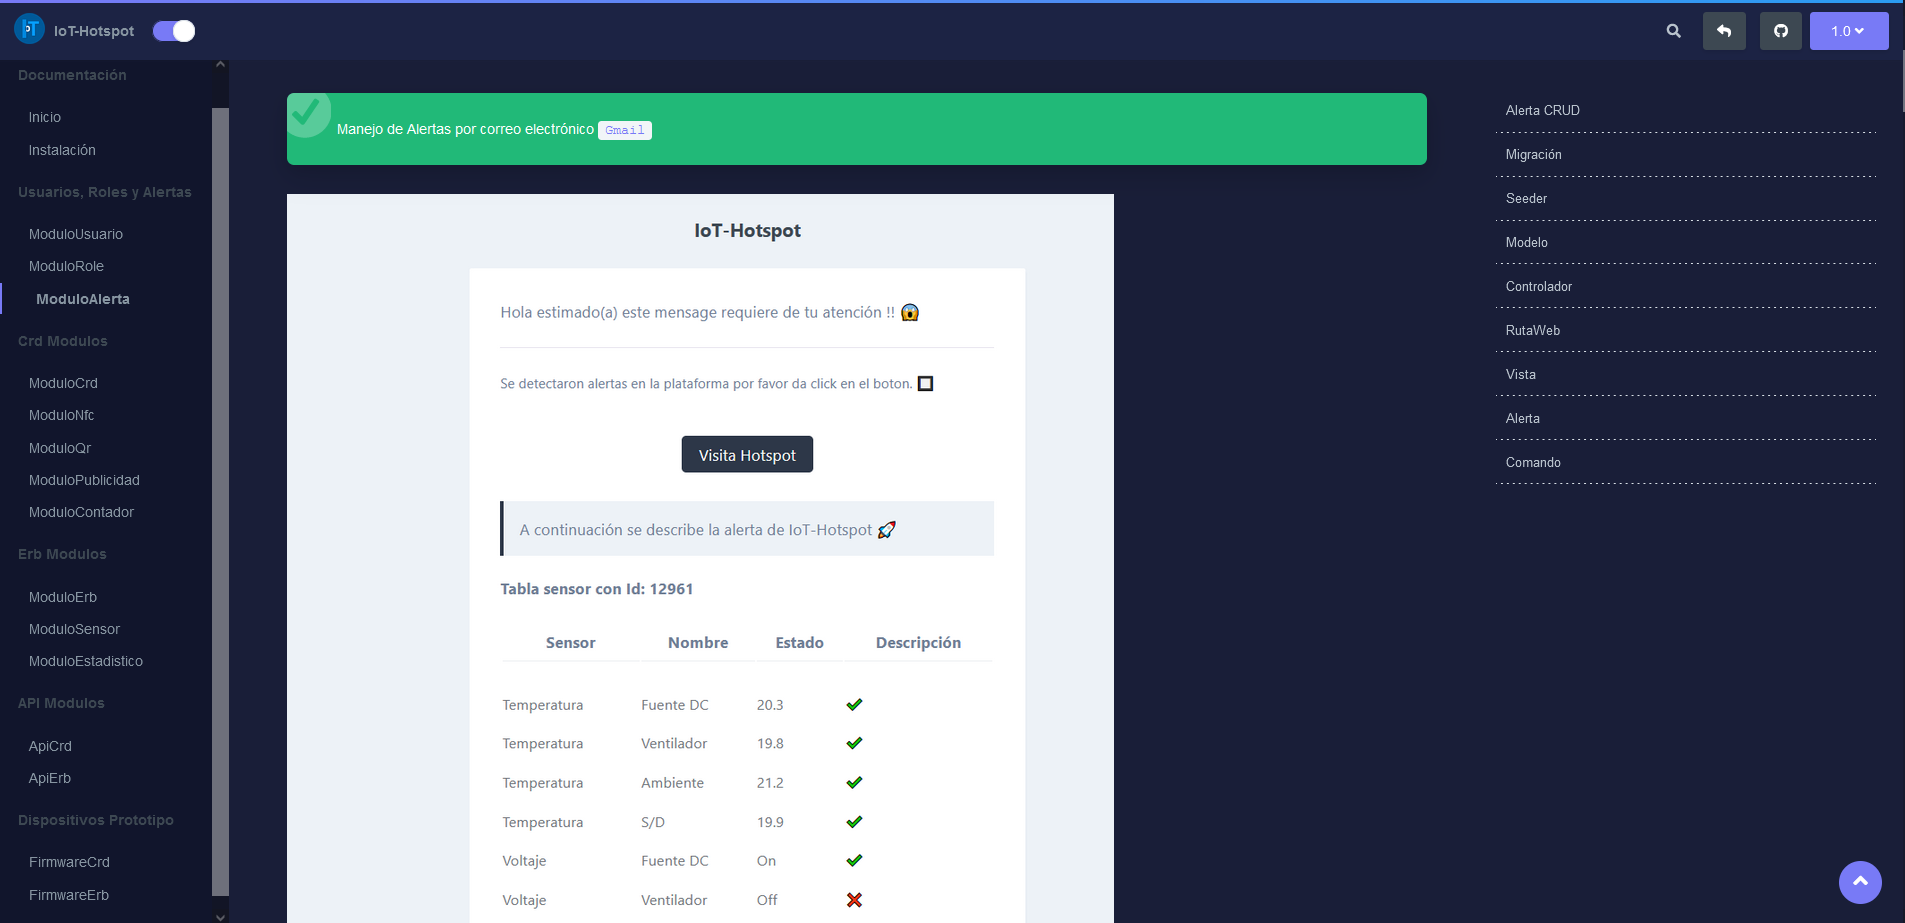 IoT-Hotspot
1.0
Documentación
Inicio
Instalación
Usuarios, Roles y Alertas
ModuloUsuario
ModuloRole
ModuloAlerta
Crd Modulos
ModuloCrd
ModuloNfc
ModuloQr
ModuloPublicidad
ModuloContador
Erb Modulos
ModuloErb
ModuloSensor
ModuloEstadistico
API Modulos
ApiCrd
ApiErb
Dispositivos Prototipo
FirmwareCrd
FirmwareErb
Manejo de Alertas por correo electrónico Gmail
IoT-Hotspot
Hola estimado(a) este mensage requiere de tu atención !! 😱
Se detectaron alertas en la plataforma por favor da click en el boton. 🔲
Visita Hotspot
A continuación se describe la alerta de IoT-Hotspot 🚀
Tabla sensor con Id: 12961
Sensor Nombre Estado Descripción
Temperatura Fuente DC 20.3 ✔
Temperatura Ventilador 19.8 ✔
Temperatura Ambiente 21.2 ✔
Temperatura S/D 19.9 ✔
Voltaje Fuente DC On ✔
Voltaje Ventilador Off ❌
Alerta CRUD
Migración
Seeder
Modelo
Controlador
RutaWeb
Vista
Alerta
Comando